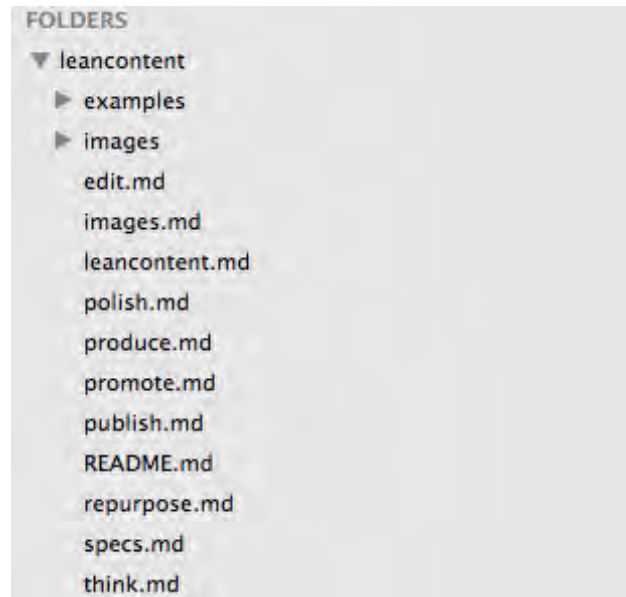 FOLDERS
leancontent
examples
images
edit.md
images.md
leancontent.md
polish.md
produce.md
promote.md
publish.md
README.md
repurpose.md
specs.md
think.md